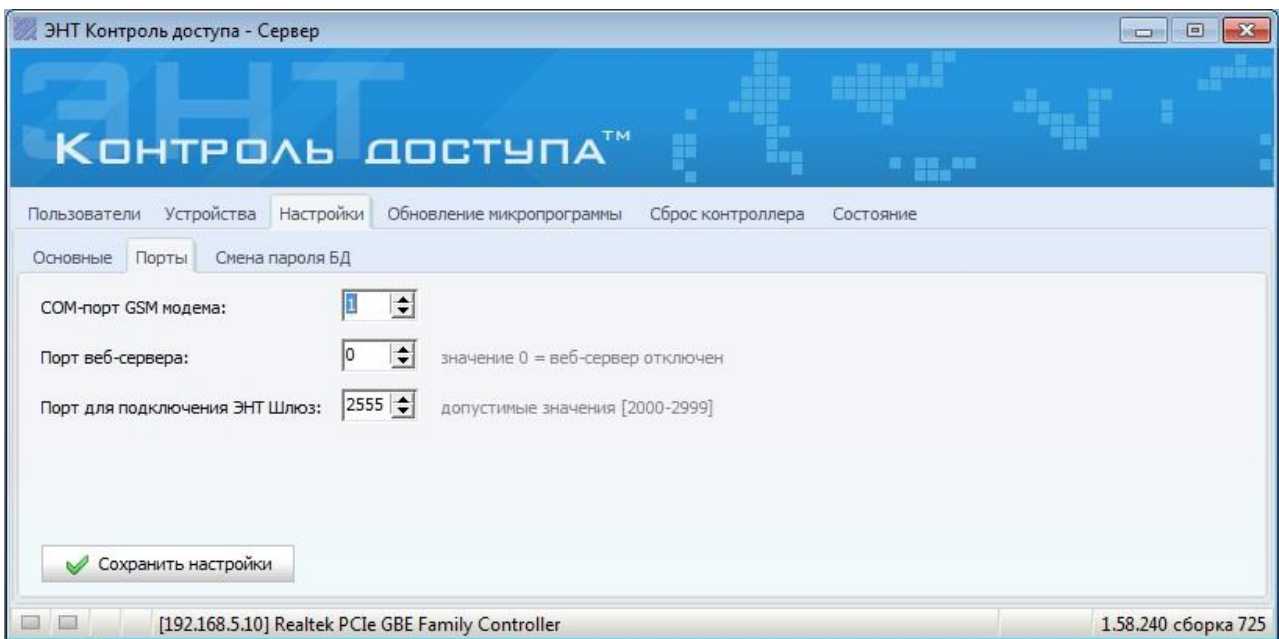 ЭНТ Контроль доступа - Сервер
ЭНТ
КОНТРОЛЬ ДОСТУПА™
Пользователи Устройства Настройки Обновление микропрограммы Сброс контроллера Состояние
Основные Порты Смена пароля БД
COM-порт GSM модема: 1
Порт веб-сервера: 0 значение 0 = веб-сервер отключен
Порт для подключения ЭНТ Шлюз: 2555 допустимые значения [2000-2999]
Сохранить настройки
[192.168.5.10] Realtek PCIe GBE Family Controller 1.58.240 сборка 725